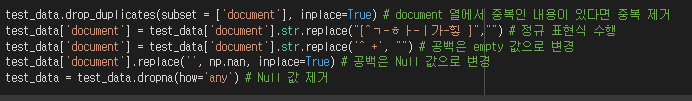 test_data.drop_duplicates(subset = ['document'], inplace=True) # document 열에서 중복인 내용이 있다면 중복 제거
test_data['document'] = test_data['document'].str.replace("[^ㄱ-ㅎㅏ-ㅣ가-힣 ]","") # 정규 표현식 수행
test_data['document'] = test_data['document'].str.replace('^ +', "") # 공백은 empty 값으로 변경
test_data['document'].replace('', np.nan, inplace=True) # 공백은 Null 값으로 변경
test_data = test_data.dropna(how='any') # Null 값 제거